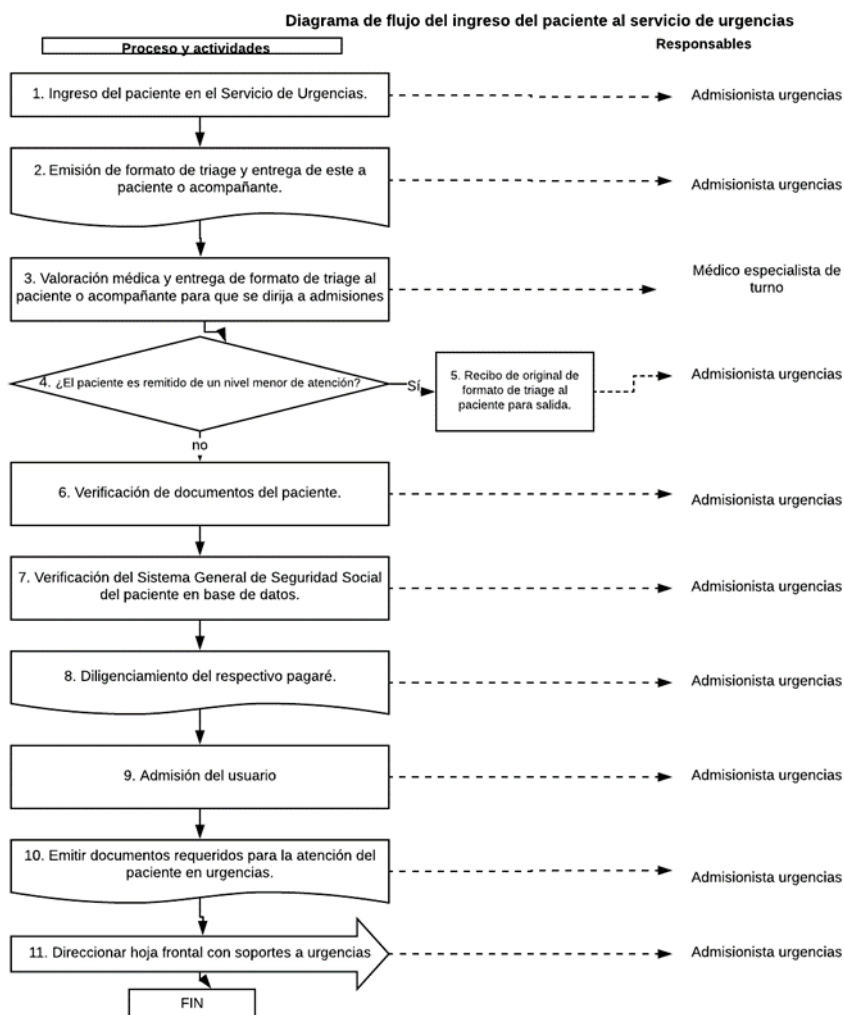 Diagrama de flujo del ingreso del paciente al servicio de urgencias
Proceso y actividades
Responsables
1. Ingreso del paciente en el Servicio de Urgencias.
Admisionista urgencias
2. Emisión de formato de triage y entrega de este a
paciente o acompañante.
Admisionista urgencias
3. Valoración médica y entrega de formato de triage al
paciente o acompañante para que se dirija a admisiones
Médico especialista de
turno
4. ¿El paciente es remitido de un nivel menor de atención?
Sí
5. Recibo de original de
formato de triage al
paciente para salida.
Admisionista urgencias
no
6. Verificación de documentos del paciente.
Admisionista urgencias
7. Verificación del Sistema General de Seguridad Social
del paciente en base de datos.
Admisionista urgencias
8. Diligenciamiento del respectivo pagaré.
Admisionista urgencias
9. Admisión del usuario
Admisionista urgencias
10. Emitir documentos requeridos para la atención del
paciente en urgencias.
Admisionista urgencias
11. Direccionar hoja frontal con soportes a urgencias
Admisionista urgencias
FIN